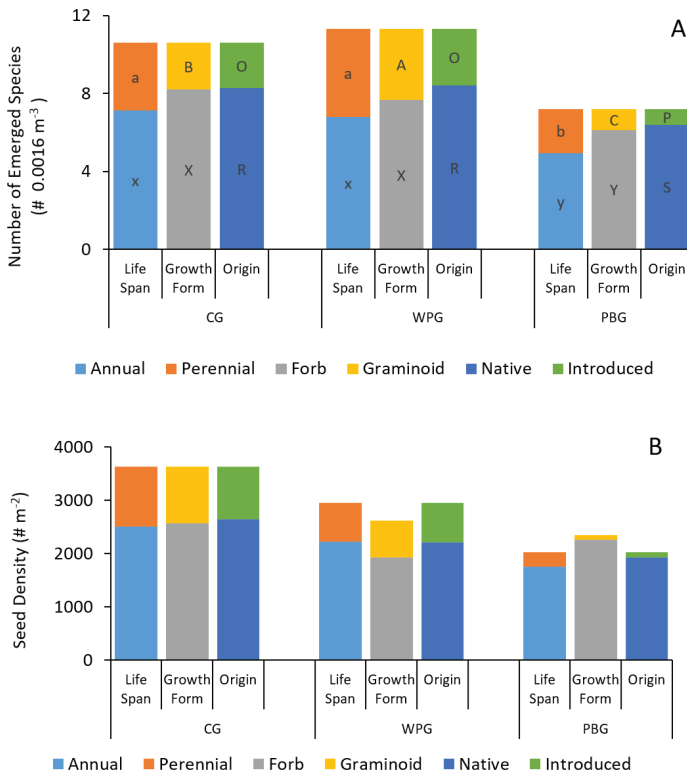 A
Number of Emerged Species
(# 0.0016 m⁻³)
12
8
4
0
a
B
O
x
X
R
a
A
O
x
X
R
b
C
P
y
Y
S
Life Span
Growth Form
Origin
Life Span
Growth Form
Origin
Life Span
Growth Form
Origin
CG
WPG
PBG
Annual Perennial Forb Graminoid Native Introduced
B
Seed Density (# m⁻²)
4000
3000
2000
1000
0
Life Span
Growth Form
Origin
Life Span
Growth Form
Origin
Life Span
Growth Form
Origin
CG
WPG
PBG
Annual Perennial Forb Graminoid Native Introduced